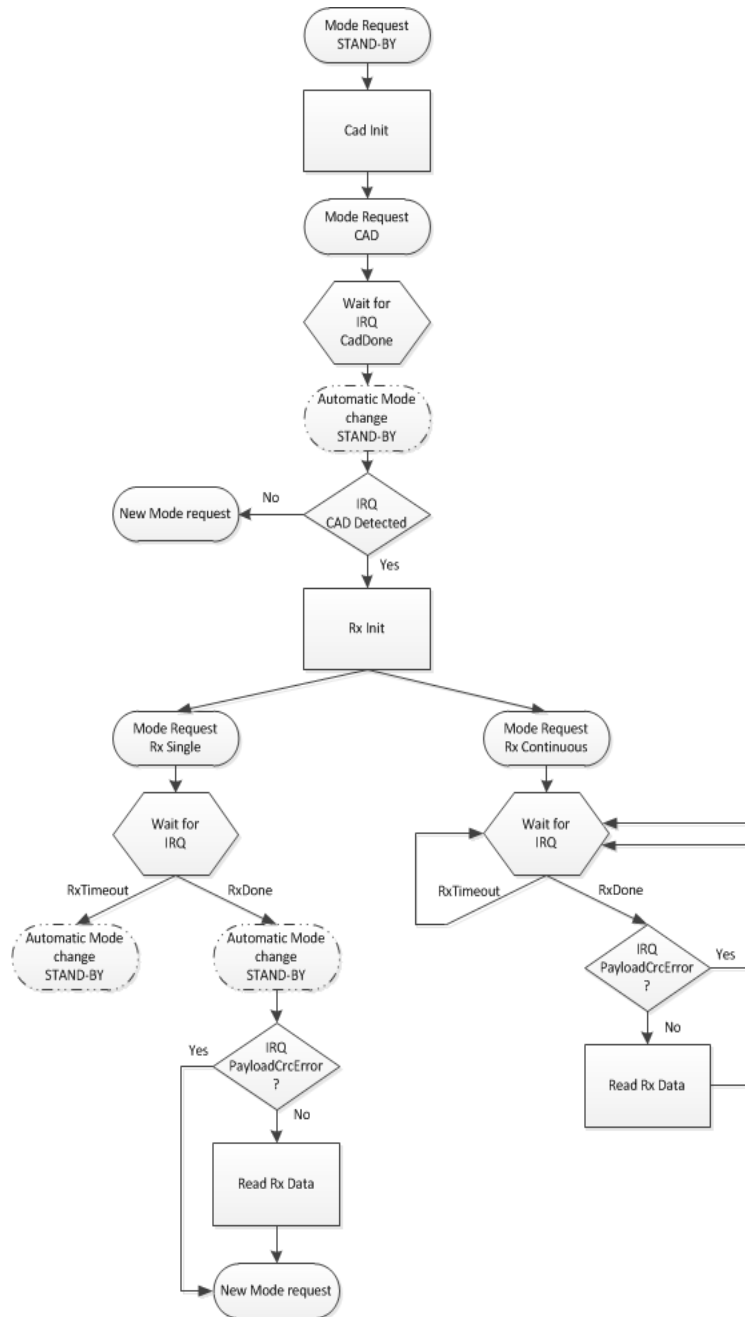 Mode Request
STAND-BY
Cad Init
Mode Request
CAD
Wait for
IRQ
CadDone
Automatic Mode
change
STAND-BY
IRQ
CAD Detected
No
New Mode request
Yes
Rx Init
Mode Request
Rx Single
Mode Request
Rx Continuous
Wait for
IRQ
Wait for
IRQ
RxTimeout
RxDone
RxTimeout
RxDone
Automatic Mode
change
STAND-BY
Automatic Mode
change
STAND-BY
IRQ
PayloadCrcError
?
Yes
No
Read Rx Data
Yes
IRQ
PayloadCrcError
?
No
Read Rx Data
New Mode request